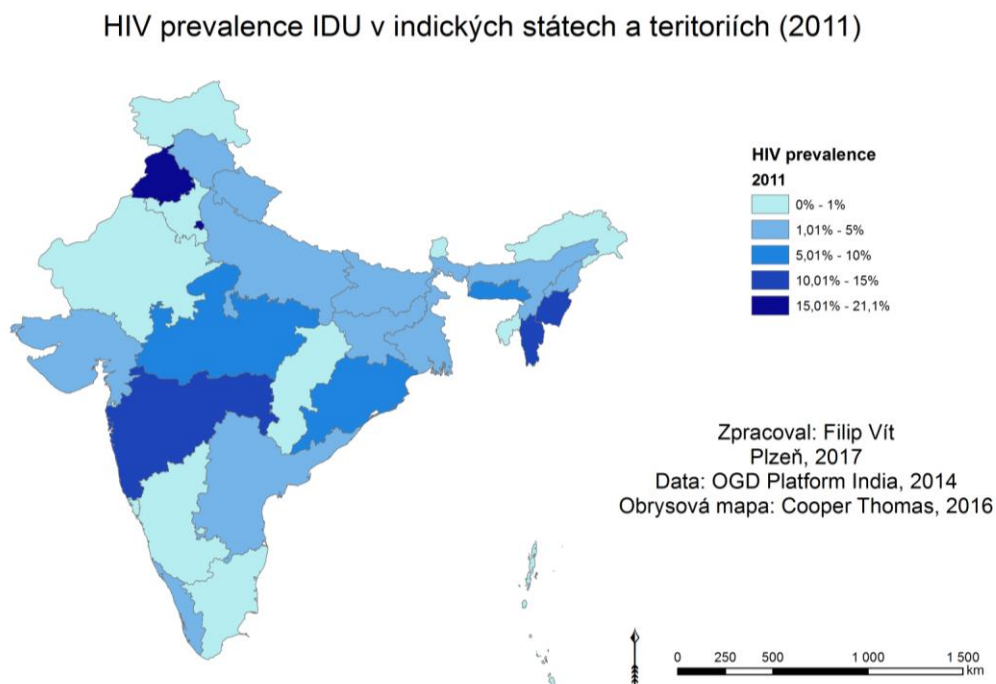 HIV prevalence IDU v indických státech a teritoriích (2011)
HIV prevalence
2011
0% - 1%
1,01% - 5%
5,01% - 10%
10,01% - 15%
15,01% - 21,1%
Zpracoval: Filip Vít
Plzeň, 2017
Data: OGD Platform India, 2014
Obrysová mapa: Cooper Thomas, 2016
0 250 500 1 000 1 500
km